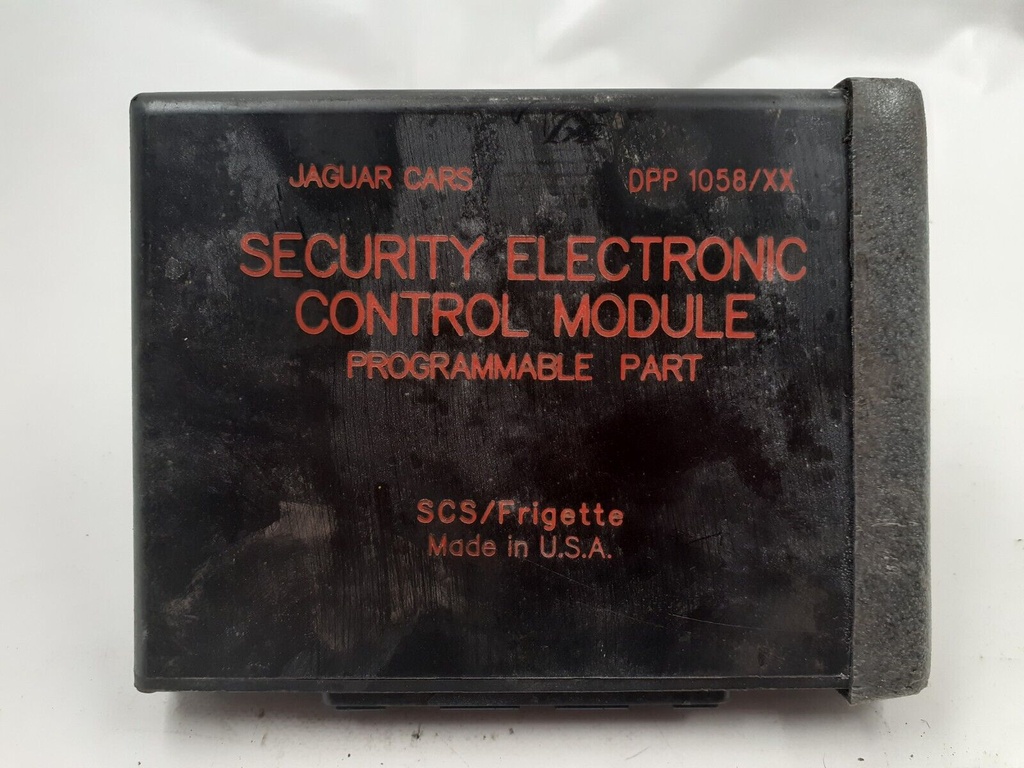 JAGUAR CARS DPP 1058/XX
SECURITY ELECTRONIC
CONTROL MODULE
PROGRAMMABLE PART
SCS/Frigette
Made in U.S.A.